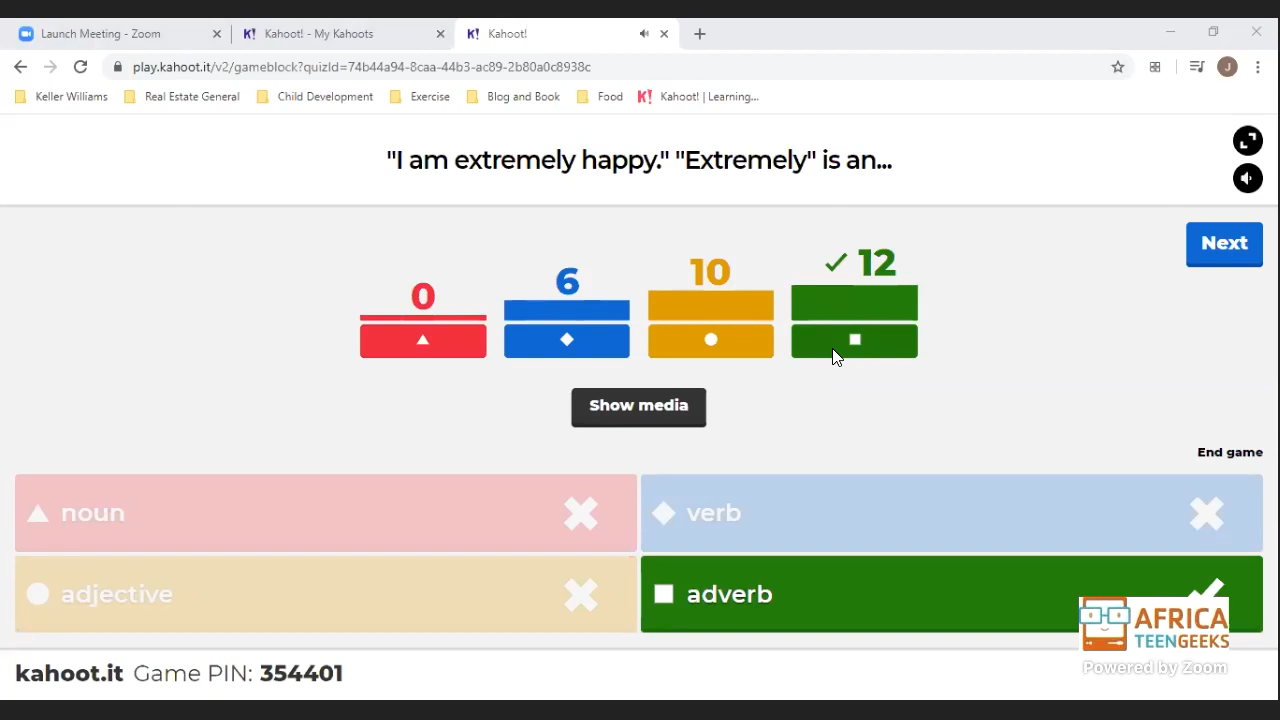 Launch Meeting - Zoom
K! Kahoot! - My Kahoots
K! Kahoot!
play.kahoot.it/v2/gameblock?quizId=74b44a94-8caa-44b3-ac89-2b80a0c8938c
J
Keller Williams
Real Estate General
Child Development
Exercise
Blog and Book
Food
K! Kahoot! | Learning...
"I am extremely happy." "Extremely" is an...
Next
0
6
10
12
Show media
End game
noun
verb
adjective
adverb
AFRICA
TEENGEEKS
Powered by Zoom
kahoot.it Game PIN: 354401